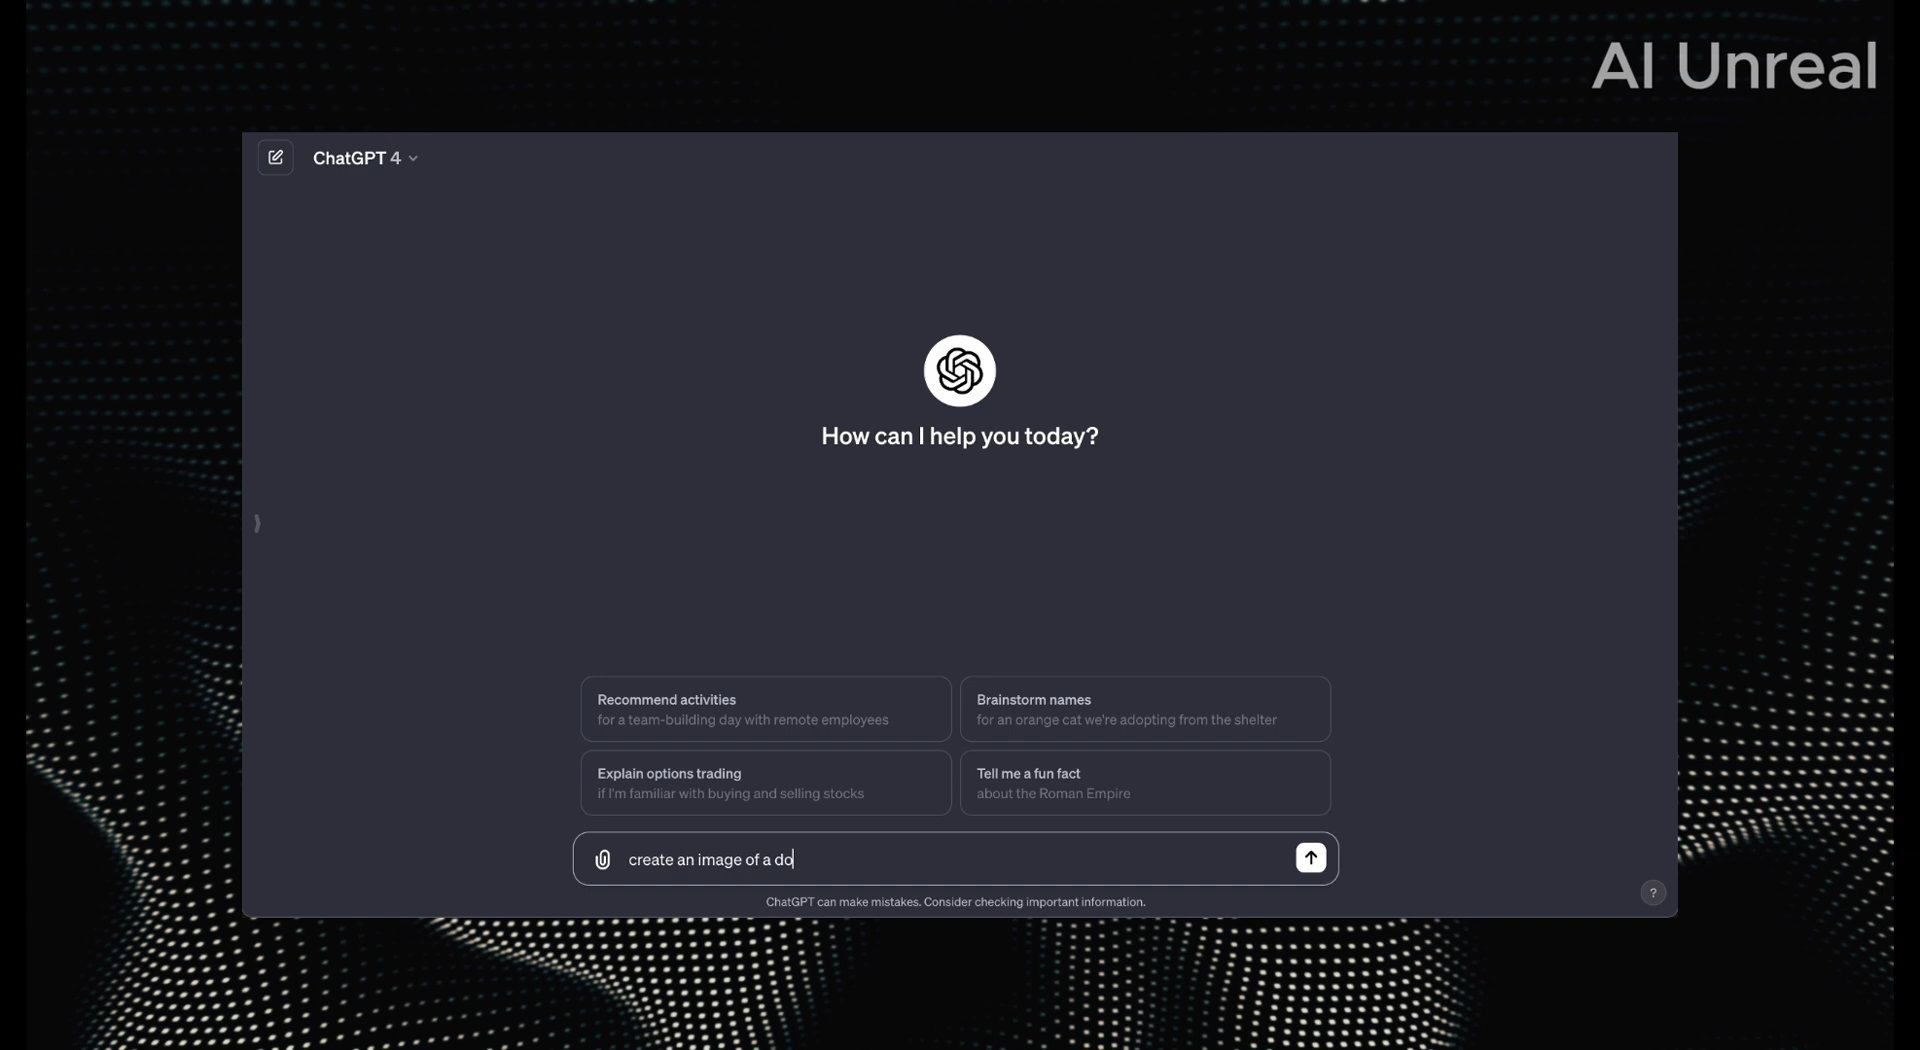 AI Unreal
ChatGPT 4
How can I help you today?
Recommend activities
for a team-building day with remote employees
Brainstorm names
for an orange cat we're adopting from the shelter
Explain options trading
if I'm familiar with buying and selling stocks
Tell me a fun fact
about the Roman Empire
create an image of a do
ChatGPT can make mistakes. Consider checking important information.
?